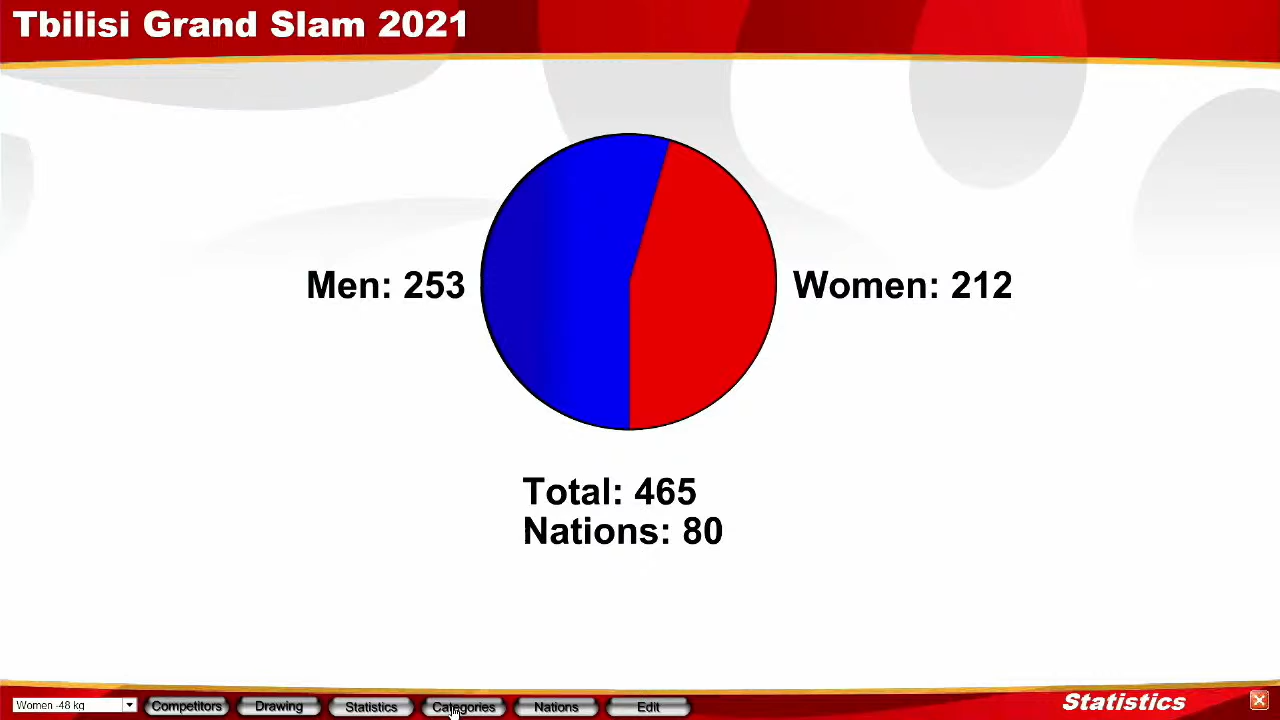 Tbilisi Grand Slam 2021
Men: 253
Women: 212
Total: 465
Nations: 80
Women -48 kg
Competitors
Drawing
Statistics
Categories
Nations
Edit
Statistics